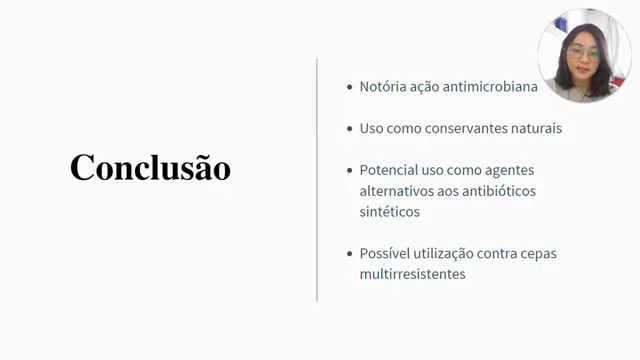 Conclusão
Notória ação antimicrobiana
Uso como conservantes naturais
Potencial uso como agentes
alternativos aos antibióticos
sintéticos
Possível utilização contra cepas
multirresistentes